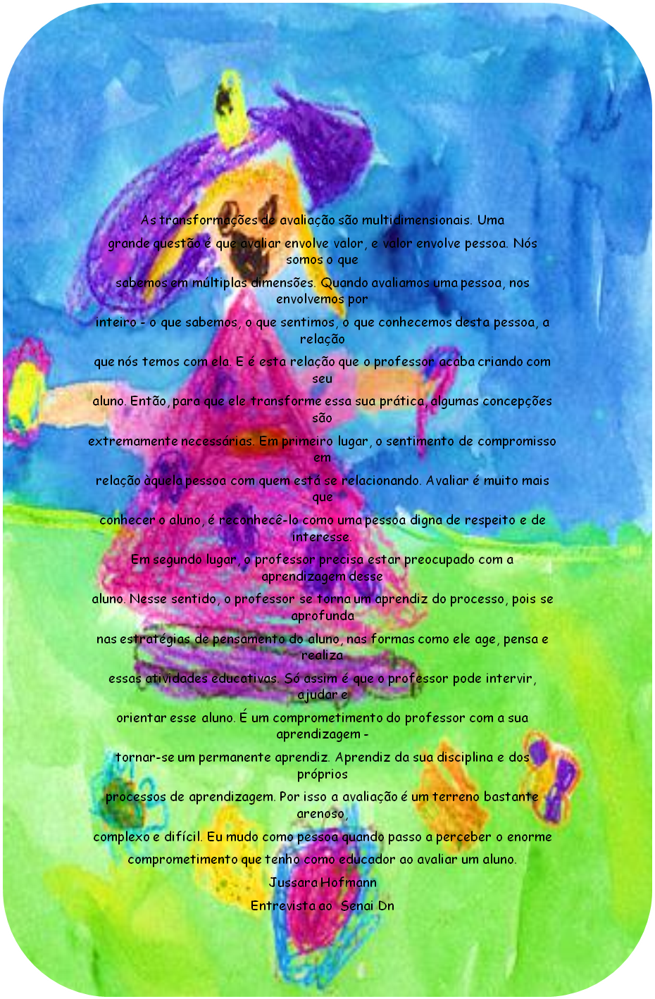 As transformações de avaliação são multidimensionais. Uma
grande questão é que avaliar envolve valor, e valor envolve pessoa. Nós
somos o que
sabemos em múltiplas dimensões. Quando avaliamos uma pessoa, nos
envolvemos por
inteiro - o que sabemos, o que sentimos, o que conhecemos desta pessoa, a
relação
que nós temos com ela. E é esta relação que o professor acaba criando com
seu
aluno. Então, para que ele transforme essa sua prática, algumas concepções
são
extremamente necessárias. Em primeiro lugar, o sentimento de compromisso
em
relação àquela pessoa com quem está se relacionando. Avaliar é muito mais
que
conhecer o aluno, é reconhecê-lo como uma pessoa digna de respeito e de
interesse.
Em segundo lugar, o professor precisa estar preocupado com a
aprendizagem desse
aluno. Nesse sentido, o professor se torna um aprendiz do processo, pois se
aprofunda
nas estratégias de pensamento do aluno, nas formas como ele age, pensa e
realiza
essas atividades educativas. Só assim é que o professor pode intervir,
ajudar e
orientar esse aluno. É um comprometimento do professor com a sua
aprendizagem -
tornar-se um permanente aprendiz. Aprendiz da sua disciplina e dos
próprios
processos de aprendizagem. Por isso a avaliação é um terreno bastante
arenoso,
complexo e difícil. Eu mudo como pessoa quando passo a perceber o enorme
comprometimento que tenho como educador ao avaliar um aluno.
Jussara Hofmann
Entrevista ao Senai Dn